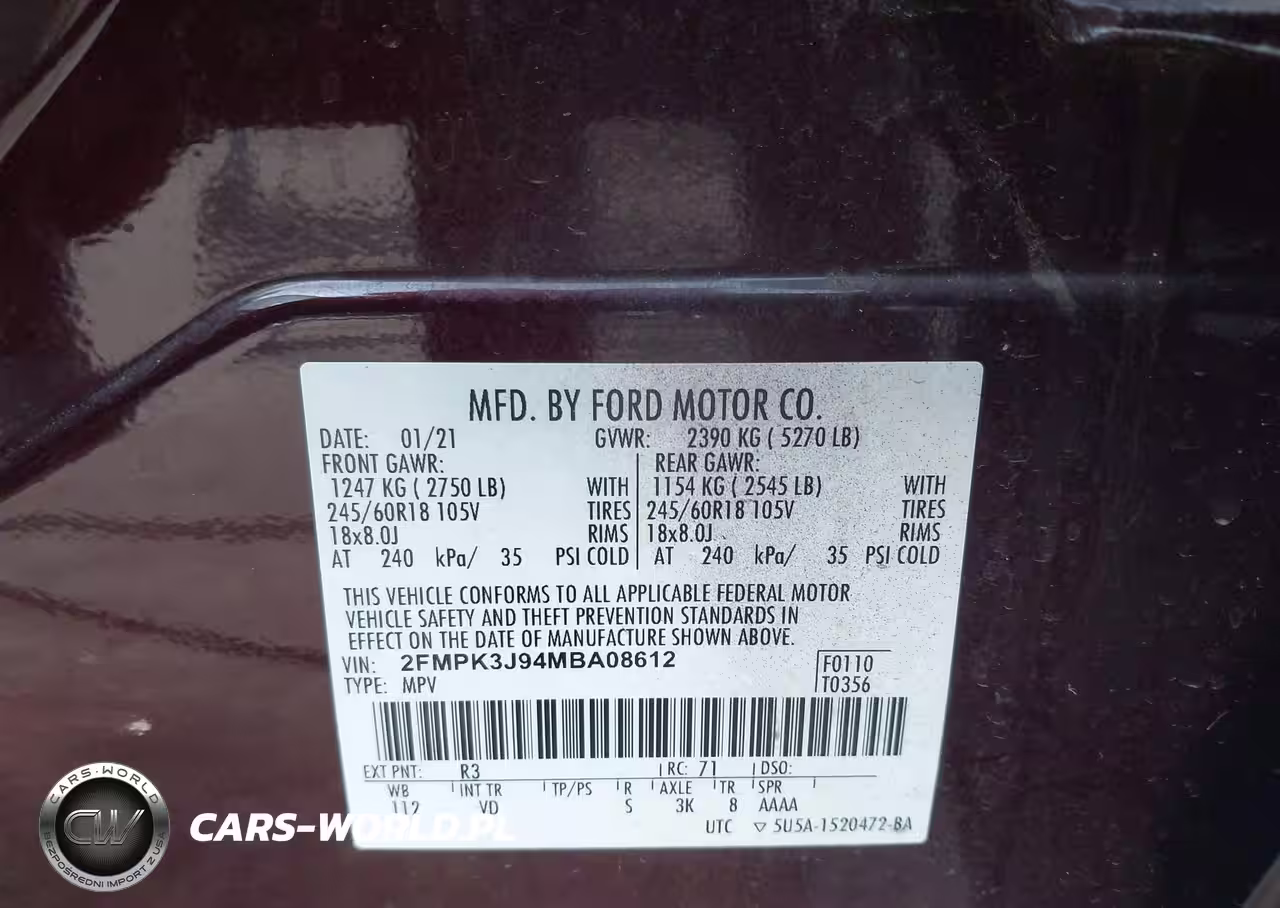 MFD. BY FORD MOTOR CO.
DATE: 01/21 GVWR: 2390 KG ( 5270 LB)
FRONT GAWR: REAR GAWR:
1247 KG ( 2750 LB) WITH 1154 KG ( 2545 LB) WITH
245/60R18 105V TIRES 245/60R18 105V TIRES
18x8.0J RIMS 18x8.0J RIMS
AT 240 kPa/ 35 PSI COLD AT 240 kPa/ 35 PSI COLD
THIS VEHICLE CONFORMS TO ALL APPLICABLE FEDERAL MOTOR
VEHICLE SAFETY AND THEFT PREVENTION STANDARDS IN
EFFECT ON THE DATE OF MANUFACTURE SHOWN ABOVE.
VIN: 2FMPK3J94MBA08612 F0110
TYPE: MPV T0356
EXT PNT: R3 RC: 71 DSO:
WB INT TR TP/PS R AXLE TR SPR
112 VD S 3K 8 AAAA
UTC ▽ 5U5A-1520472-BA
CARS-WORLD
CW
BEZPOŚREDNI IMPORT Z USA
CARS-WORLD.PL